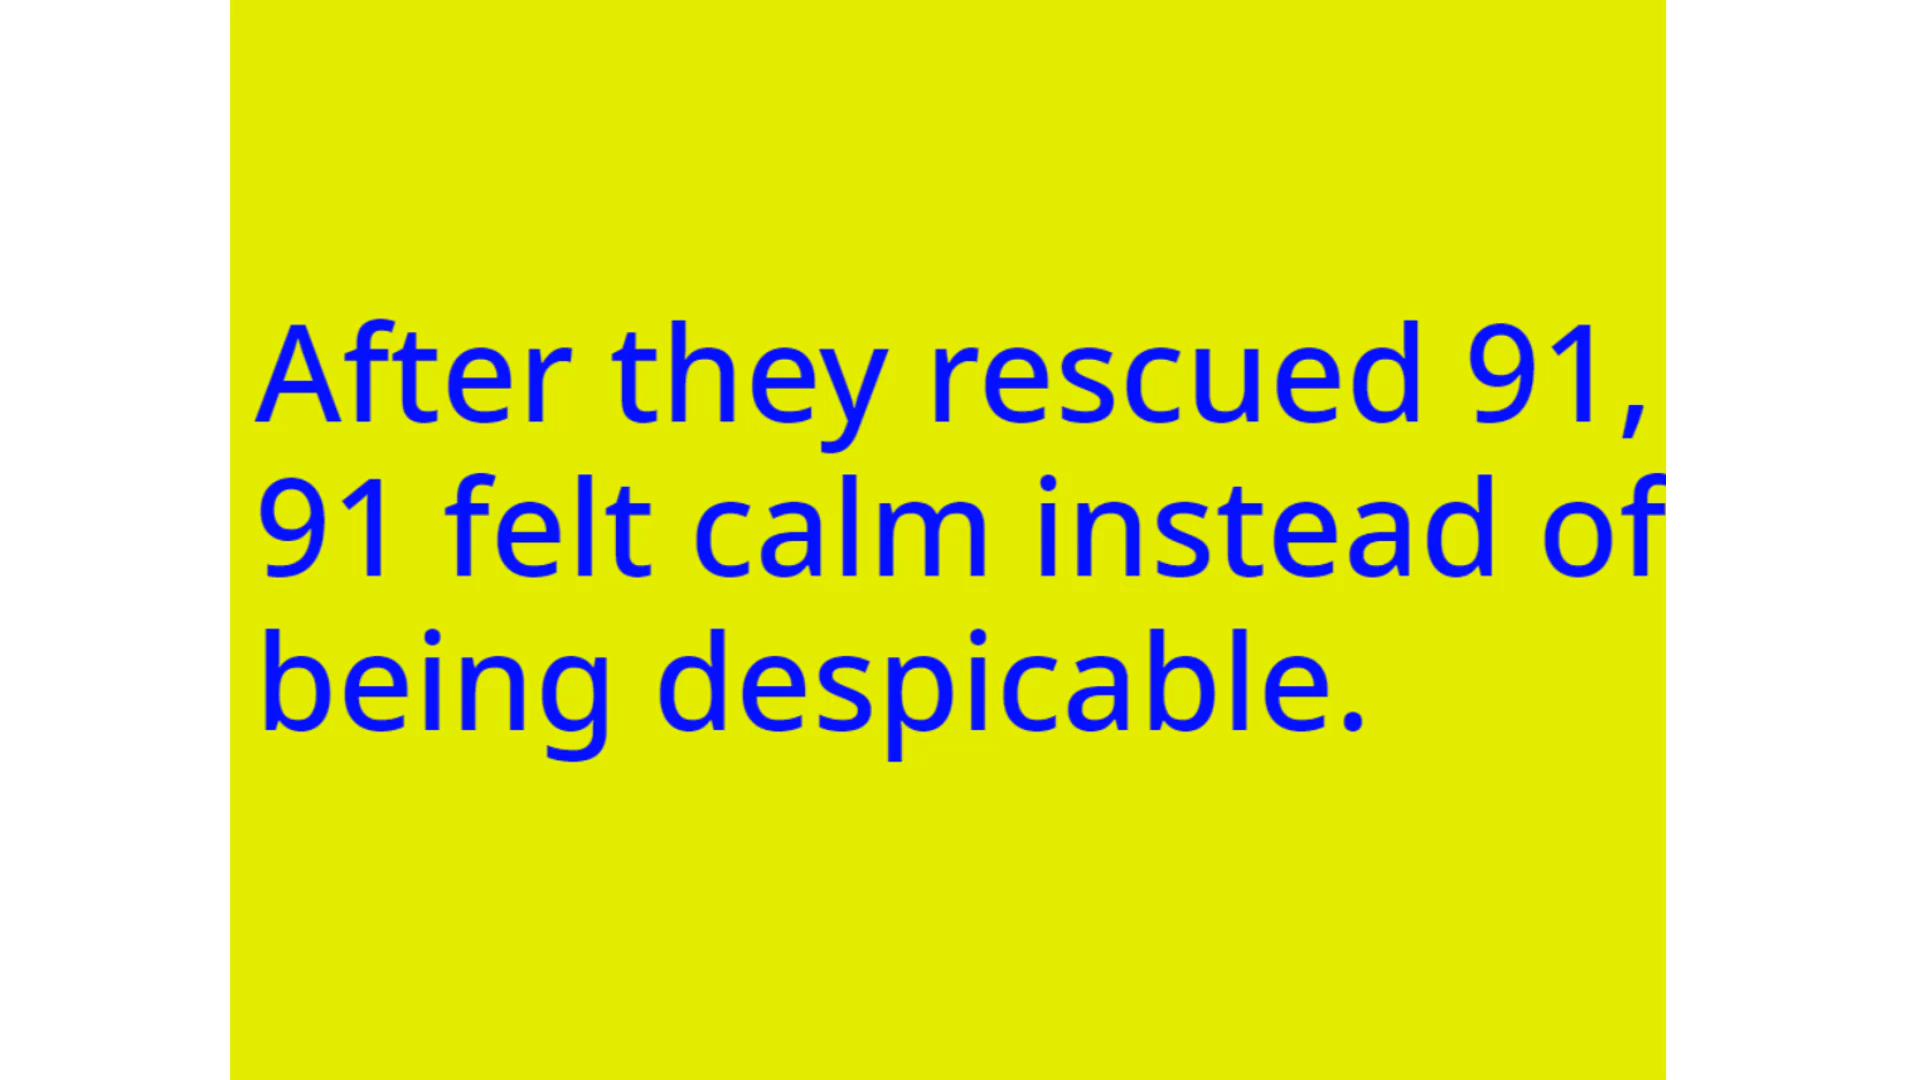 After they rescued 91,
91 felt calm instead of
being despicable.